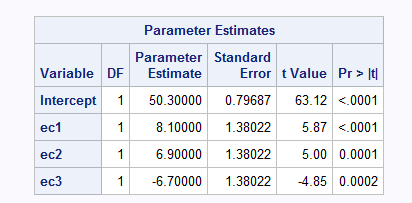 Parameter Estimates
Variable DF Parameter Estimate Standard Error t Value Pr > |t|
Intercept 1 50.30000 0.79687 63.12 <.0001
ec1 1 8.10000 1.38022 5.87 <.0001
ec2 1 6.90000 1.38022 5.00 0.0001
ec3 1 -6.70000 1.38022 -4.85 0.0002